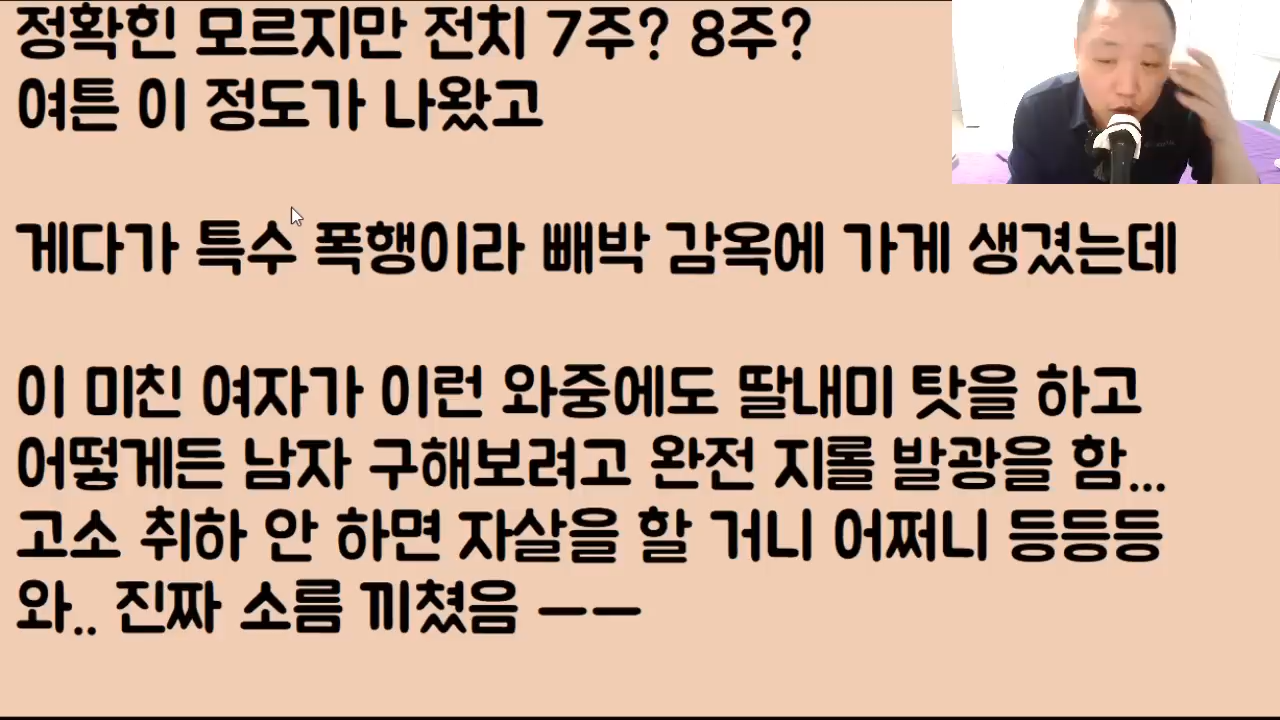 정확힌 모르지만 전치 7주? 8주?
여튼 이 정도가 나왔고
게다가 특수 폭행이라 빼박 감옥에 가게 생겼는데
이 미친 여자가 이런 와중에도 딸내미 탓을 하고
어떻게든 남자 구해보려고 완전 지롤 발광을 함...
고소 취하 안 하면 자살을 할 거니 어쩌니 등등등
와.. 진짜 소름 끼쳤음 ㅡㅡ